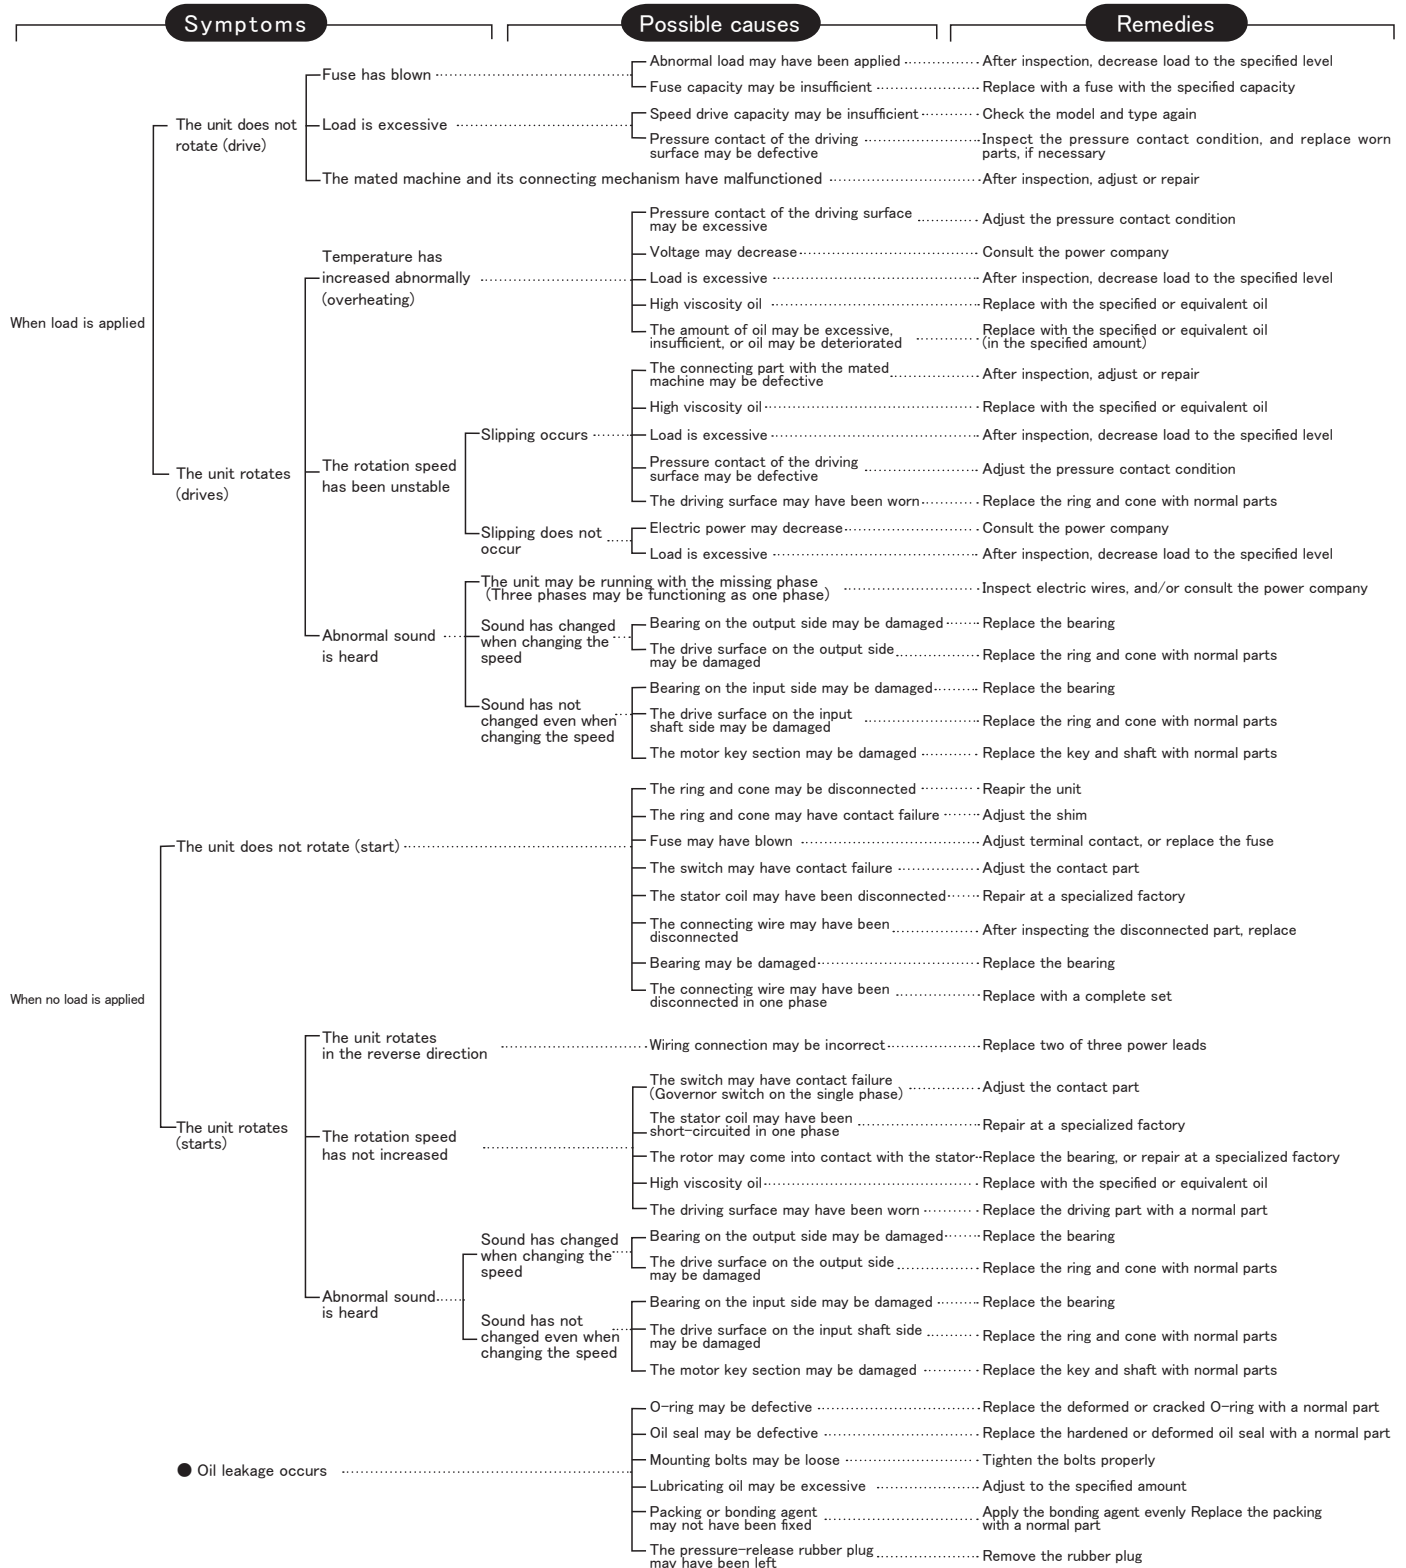 Symptoms
Possible causes
Remedies
When load is applied
The unit does not
rotate (drive)
Fuse has blown
Abnormal load may have been applied
After inspection, decrease load to the specified level
Fuse capacity may be insufficient
Replace with a fuse with the specified capacity
Load is excessive
Speed drive capacity may be insufficient
Check the model and type again
Pressure contact of the driving
surface may be defective
Inspect the pressure contact condition, and replace worn
parts, if necessary
The mated machine and its connecting mechanism have malfunctioned
After inspection, adjust or repair
The unit rotates
(drives)
Temperature has
increased abnormally
(overheating)
Pressure contact of the driving surface
may be excessive
Adjust the pressure contact condition
Voltage may decrease
Consult the power company
Load is excessive
After inspection, decrease load to the specified level
High viscosity oil
Replace with the specified or equivalent oil
The amount of oil may be excessive,
insufficient, or oil may be deteriorated
Replace with the specified or equivalent oil
(in the specified amount)
The rotation speed
has been unstable
Slipping occurs
The connecting part with the mated
machine may be defective
After inspection, adjust or repair
High viscosity oil
Replace with the specified or equivalent oil
Load is excessive
After inspection, decrease load to the specified level
Pressure contact of the driving
surface may be defective
Adjust the pressure contact condition
The driving surface may have been worn
Replace the ring and cone with normal parts
Slipping does not
occur
Electric power may decrease
Consult the power company
Load is excessive
After inspection, decrease load to the specified level
Abnormal sound
is heard
The unit may be running with the missing phase
(Three phases may be functioning as one phase)
Inspect electric wires, and/or consult the power company
Sound has changed
when changing the
speed
Bearing on the output side may be damaged
Replace the bearing
The drive surface on the output side
may be damaged
Replace the ring and cone with normal parts
Sound has not
changed even when
changing the speed
Bearing on the input side may be damaged
Replace the bearing
The drive surface on the input
shaft side may be damaged
Replace the ring and cone with normal parts
The motor key section may be damaged
Replace the key and shaft with normal parts
When no load is applied
The unit does not rotate (start)
The ring and cone may be disconnected
Reapir the unit
The ring and cone may have contact failure
Adjust the shim
Fuse may have blown
Adjust terminal contact, or replace the fuse
The switch may have contact failure
Adjust the contact part
The stator coil may have been disconnected
Repair at a specialized factory
The connecting wire may have been
disconnected
After inspecting the disconnected part, replace
Bearing may be damaged
Replace the bearing
The connecting wire may have been
disconnected in one phase
Replace with a complete set
The unit rotates
(starts)
The unit rotates
in the reverse direction
Wiring connection may be incorrect
Replace two of three power leads
The rotation speed
has not increased
The switch may have contact failure
(Governor switch on the single phase)
Adjust the contact part
The stator coil may have been
short-circuited in one phase
Repair at a specialized factory
The rotor may come into contact with the stator
Replace the bearing, or repair at a specialized factory
High viscosity oil
Replace with the specified or equivalent oil
The driving surface may have been worn
Replace the driving part with a normal part
Abnormal sound
is heard
Sound has changed
when changing the
speed
Bearing on the output side may be damaged
Replace the bearing
The drive surface on the output side
may be damaged
Replace the ring and cone with normal parts
Sound has not
changed even when
changing the speed
Bearing on the input side may be damaged
Replace the bearing
The drive surface on the input shaft side
may be damaged
Replace the ring and cone with normal parts
The motor key section may be damaged
Replace the key and shaft with normal parts
● Oil leakage occurs
O-ring may be defective
Replace the deformed or cracked O-ring with a normal part
Oil seal may be defective
Replace the hardened or deformed oil seal with a normal part
Mounting bolts may be loose
Tighten the bolts properly
Lubricating oil may be excessive
Adjust to the specified amount
Packing or bonding agent
may not have been fixed
Apply the bonding agent evenly Replace the packing
with a normal part
The pressure-release rubber plug
may have been left
Remove the rubber plug